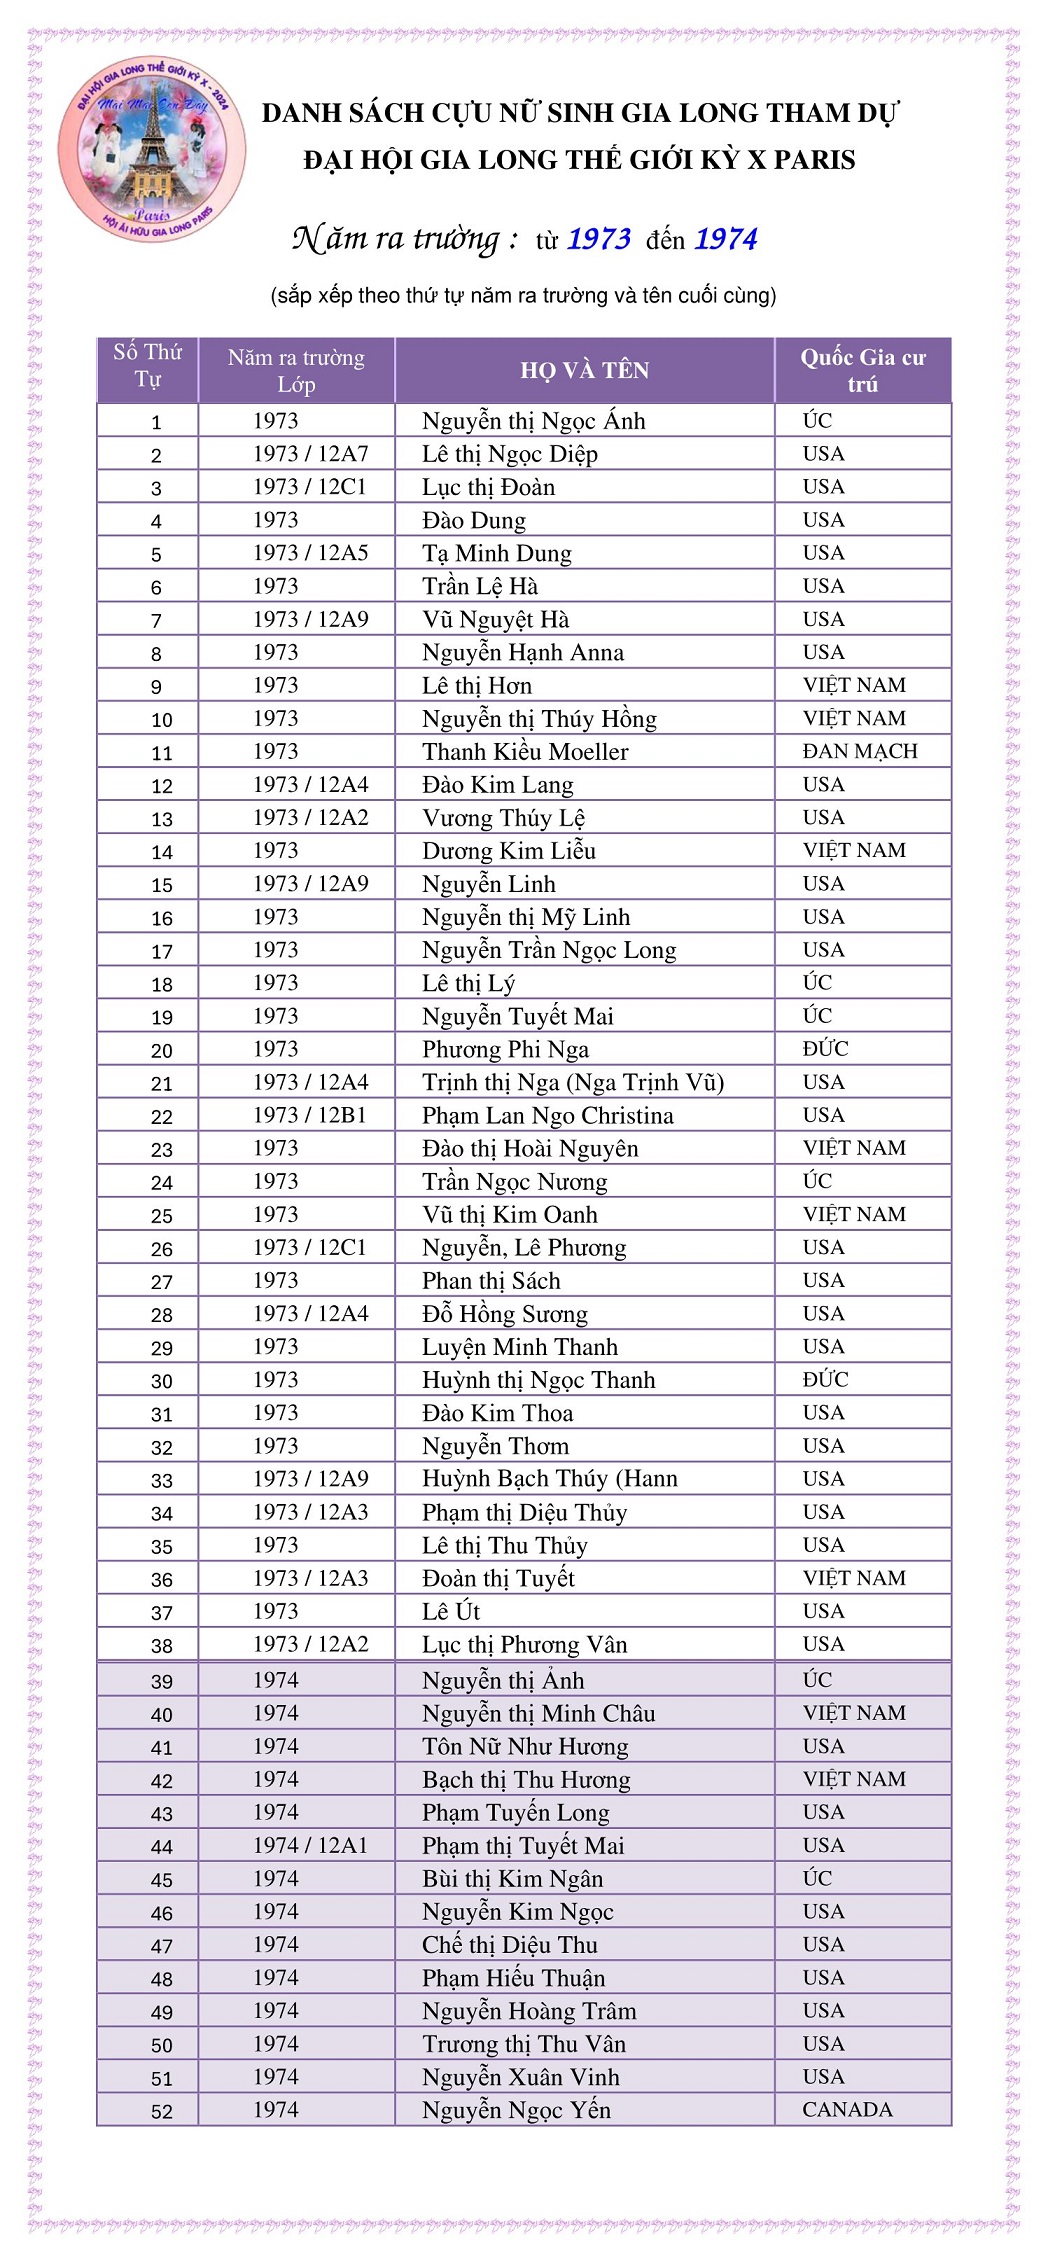 ĐẠI HỘI GIA LONG THẾ GIỚI KỲ X - 2024
Mãi Mãi Còn Đây
Paris
HỘI ÁI HỮU GIA LONG PARIS
DANH SÁCH CỰU NỮ SINH GIA LONG THAM DỰ
ĐẠI HỘI GIA LONG THẾ GIỚI KỲ X PARIS
Năm ra trường : từ 1973 đến 1974
(sắp xếp theo thứ tự năm ra trường và tên cuối cùng)
Số Thứ Tự Năm ra trường Lớp HỌ VÀ TÊN Quốc Gia cư trú
1 1973 Nguyễn thị Ngọc Ánh ÚC
2 1973 / 12A7 Lê thị Ngọc Diệp USA
3 1973 / 12C1 Lục thị Đoàn USA
4 1973 Đào Dung USA
5 1973 / 12A5 Tạ Minh Dung USA
6 1973 Trần Lệ Hà USA
7 1973 / 12A9 Vũ Nguyệt Hà USA
8 1973 Nguyễn Hạnh Anna USA
9 1973 Lê thị Hơn VIỆT NAM
10 1973 Nguyễn thị Thúy Hồng VIỆT NAM
11 1973 Thanh Kiều Moeller ĐAN MẠCH
12 1973 / 12A4 Đào Kim Lang USA
13 1973 / 12A2 Vương Thúy Lệ USA
14 1973 Dương Kim Liễu VIỆT NAM
15 1973 / 12A9 Nguyễn Linh USA
16 1973 Nguyễn thị Mỹ Linh USA
17 1973 Nguyễn Trần Ngọc Long USA
18 1973 Lê thị Lý ÚC
19 1973 Nguyễn Tuyết Mai ÚC
20 1973 Phương Phi Nga ĐỨC
21 1973 / 12A4 Trịnh thị Nga (Nga Trịnh Vũ) USA
22 1973 / 12B1 Phạm Lan Ngo Christina USA
23 1973 Đào thị Hoài Nguyên VIỆT NAM
24 1973 Trần Ngọc Nương ÚC
25 1973 Vũ thị Kim Oanh VIỆT NAM
26 1973 / 12C1 Nguyễn, Lê Phương USA
27 1973 Phan thị Sách USA
28 1973 / 12A4 Đỗ Hồng Sương USA
29 1973 Luyện Minh Thanh USA
30 1973 Huỳnh thị Ngọc Thanh ĐỨC
31 1973 Đào Kim Thoa USA
32 1973 Nguyễn Thơm USA
33 1973 / 12A9 Huỳnh Bạch Thúy (Hann USA
34 1973 / 12A3 Phạm thị Diệu Thủy USA
35 1973 Lê thị Thu Thủy USA
36 1973 / 12A3 Đoàn thị Tuyết VIỆT NAM
37 1973 Lê Út USA
38 1973 / 12A2 Lục thị Phương Vân USA
39 1974 Nguyễn thị Ảnh ÚC
40 1974 Nguyễn thị Minh Châu VIỆT NAM
41 1974 Tôn Nữ Như Hương USA
42 1974 Bạch thị Thu Hương VIỆT NAM
43 1974 Phạm Tuyến Long USA
44 1974 / 12A1 Phạm thị Tuyết Mai USA
45 1974 Bùi thị Kim Ngân ÚC
46 1974 Nguyễn Kim Ngọc USA
47 1974 Chế thị Diệu Thu USA
48 1974 Phạm Hiếu Thuận USA
49 1974 Nguyễn Hoàng Trâm USA
50 1974 Trương thị Thu Vân USA
51 1974 Nguyễn Xuân Vinh USA
52 1974 Nguyễn Ngọc Yến CANADA